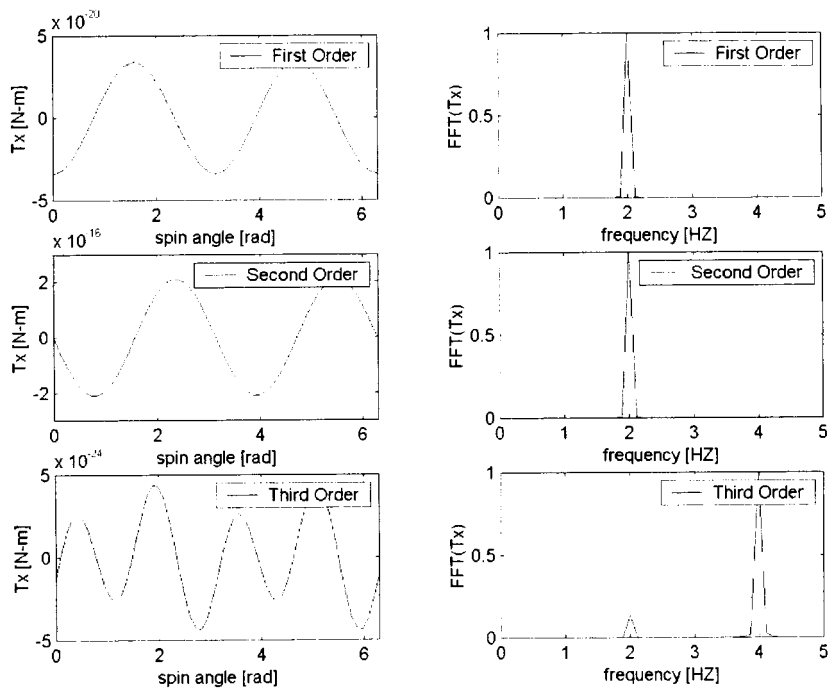 x 10^-20
5
0
-5
Tx [N-m]
First Order
0 2 4 6
spin angle [rad]
1
0.5
0
FFT(Tx)
First Order
0 1 2 3 4 5
frequency [HZ]
x 10^-16
2
0
-2
Tx [N-m]
Second Order
0 2 4 6
spin angle [rad]
1
0.5
0
FFT(Tx)
Second Order
0 1 2 3 4 5
frequency [HZ]
x 10^-24
5
0
-5
Tx [N-m]
Third Order
0 2 4 6
spin angle [rad]
1
0.5
0
FFT(Tx)
Third Order
0 1 2 3 4 5
frequency [HZ]